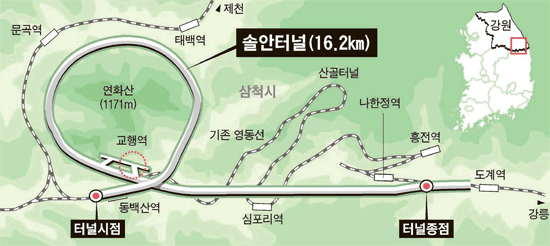 제천
문곡역
태백역
솔안터널(16.2km)
강원
연화산
(1171m)
삼척시
산골터널
나한정역
교행역
기존 영동선
흥전역
도계역
동백산역
심포리역
터널시점
터널종점
강릉